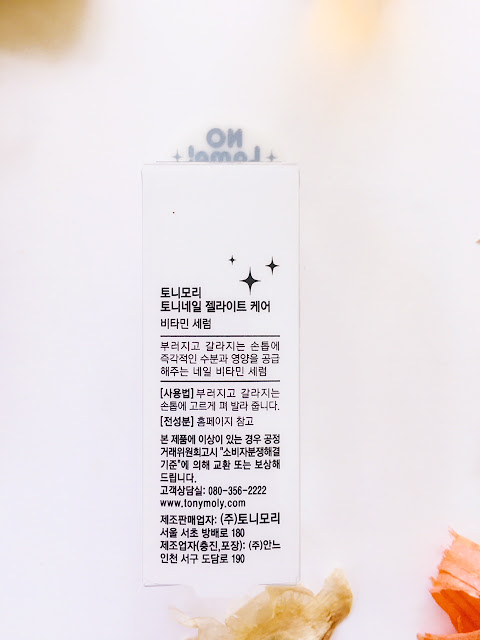 NO
Lamel
토니모리
토니네일 젤라이트 케어
비타민 세럼
부러지고 갈라지는 손톱에
즉각적인 수분과 영양을 공급
해주는 네일 비타민 세럼
[사용법] 부러지고 갈라지는
손톱에 고르게 펴 발라 줍니다.
[전성분] 홈페이지 참고
본 제품에 이상이 있는 경우 공정
거래위원회고시 "소비자분쟁해결
기준"에 의해 교환 또는 보상해
드립니다.
고객상담실: 080-356-2222
www.tonymoly.com
제조판매업자: (주)토니모리
서울 서초 방배로 180
제조업자(충진,포장): (주)안느
인천 서구 도담로 190